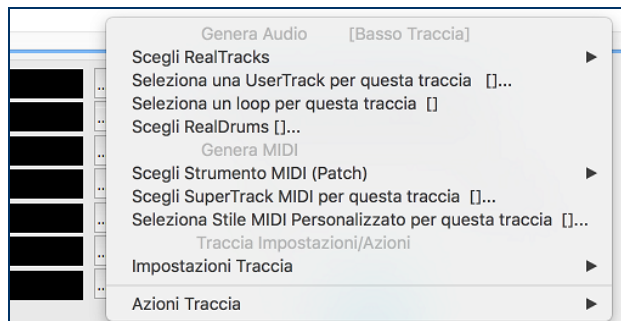 Genera Audio [Basso Traccia]
Scegli RealTracks
Seleziona una UserTrack per questa traccia []...
Seleziona un loop per questa traccia []
Scegli RealDrums []...
Genera MIDI
Scegli Strumento MIDI (Patch)
Scegli SuperTrack MIDI per questa traccia []...
Seleziona Stile MIDI Personalizzato per questa traccia []...
Traccia Impostazioni/Azioni
Impostazioni Traccia
Azioni Traccia